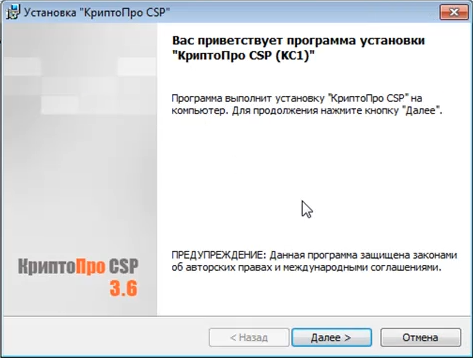 Установка "КриптоПро CSP"
Вас приветствует программа установки
"КриптоПро CSP (KC1)"
Программа выполнит установку "КриптоПро CSP" на
компьютер. Для продолжения нажмите кнопку "Далее".
КриптоПро CSP
3.6
ПРЕДУПРЕЖДЕНИЕ: Данная программа защищена законами
об авторских правах и международными соглашениями.
< Назад
Далее >
Отмена